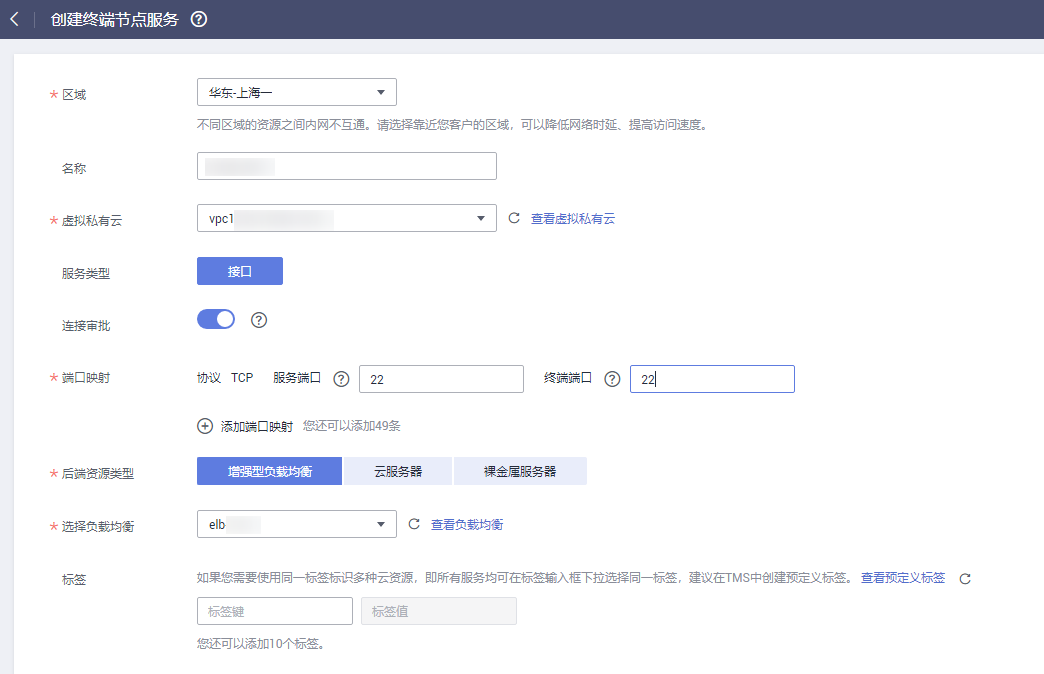 创建终端节点服务 ?
* 区域 华东-上海一
不同区域的资源之间内网不互通。请选择靠近您客户的区域，可以降低网络时延、提高访问速度。
名称
* 虚拟私有云 vpc1 查看虚拟私有云
服务类型 接口
连接审批 ?
* 端口映射 协议 TCP 服务端口 ? 22 终端端口 ? 22
添加端口映射 您还可以添加49条
* 后端资源类型 增强型负载均衡 云服务器 裸金属服务器
* 选择负载均衡 elb 查看负载均衡
标签 如果您需要使用同一标签标识多种云资源，即所有服务均可在标签输入框下拉选择同一标签，建议在TMS中创建预定义标签。 查看预定义标签
标签键 标签值
您还可以添加10个标签。